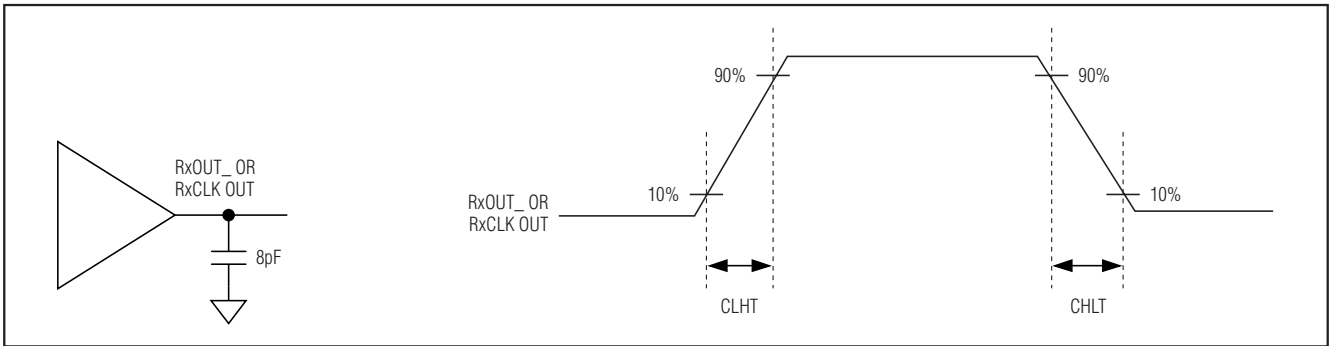 RxOUT_ OR
RxCLK OUT
8pF
RxOUT_ OR
RxCLK OUT
90%
10%
90%
10%
CLHT
CHLT